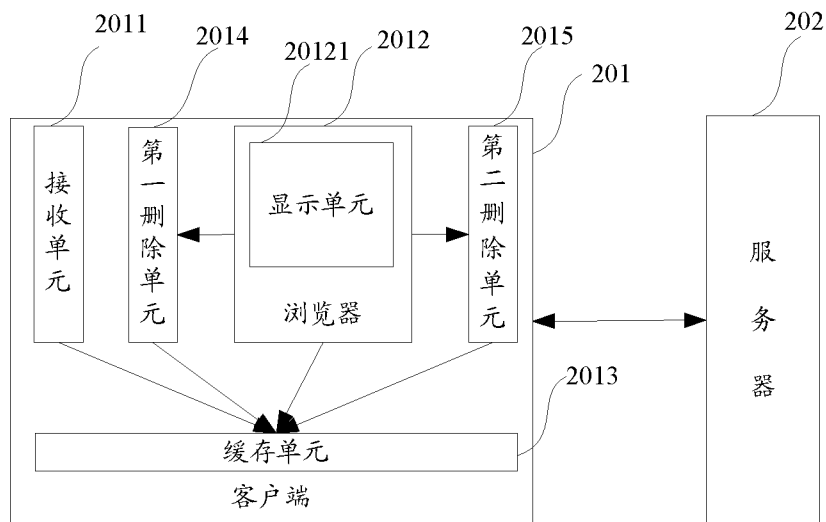 2011
2014
20121
2012
2015
201
202
接收单元
第一删除单元
显示单元
浏览器
第二删除单元
服务器
2013
缓存单元
客户端